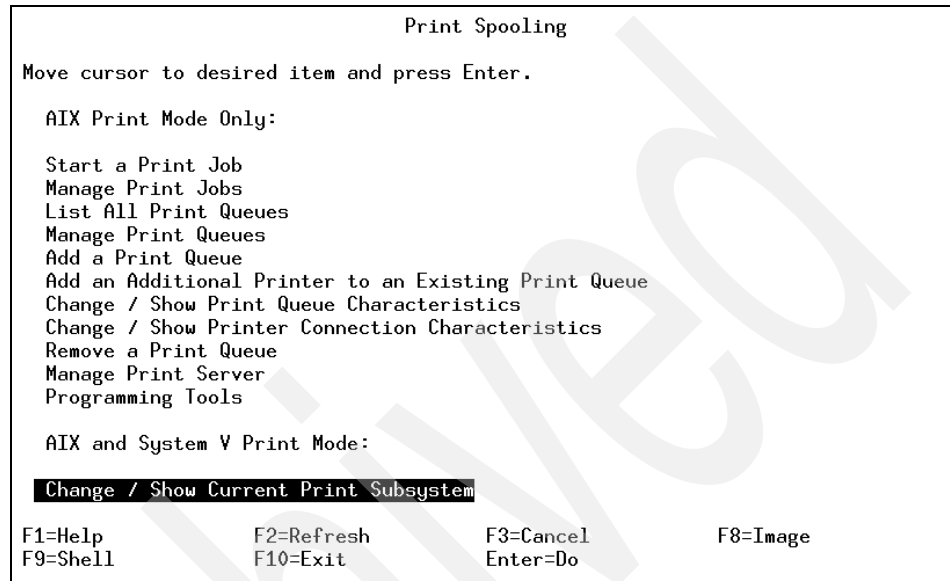 Print Spooling
Move cursor to desired item and press Enter.
AIX Print Mode Only:
Start a Print Job
Manage Print Jobs
List All Print Queues
Manage Print Queues
Add a Print Queue
Add an Additional Printer to an Existing Print Queue
Change / Show Print Queue Characteristics
Change / Show Printer Connection Characteristics
Remove a Print Queue
Manage Print Server
Programming Tools
AIX and System V Print Mode:
Change / Show Current Print Subsystem
F1=Help F2=Refresh F3=Cancel F8=Image
F9=Shell F10=Exit Enter=Do